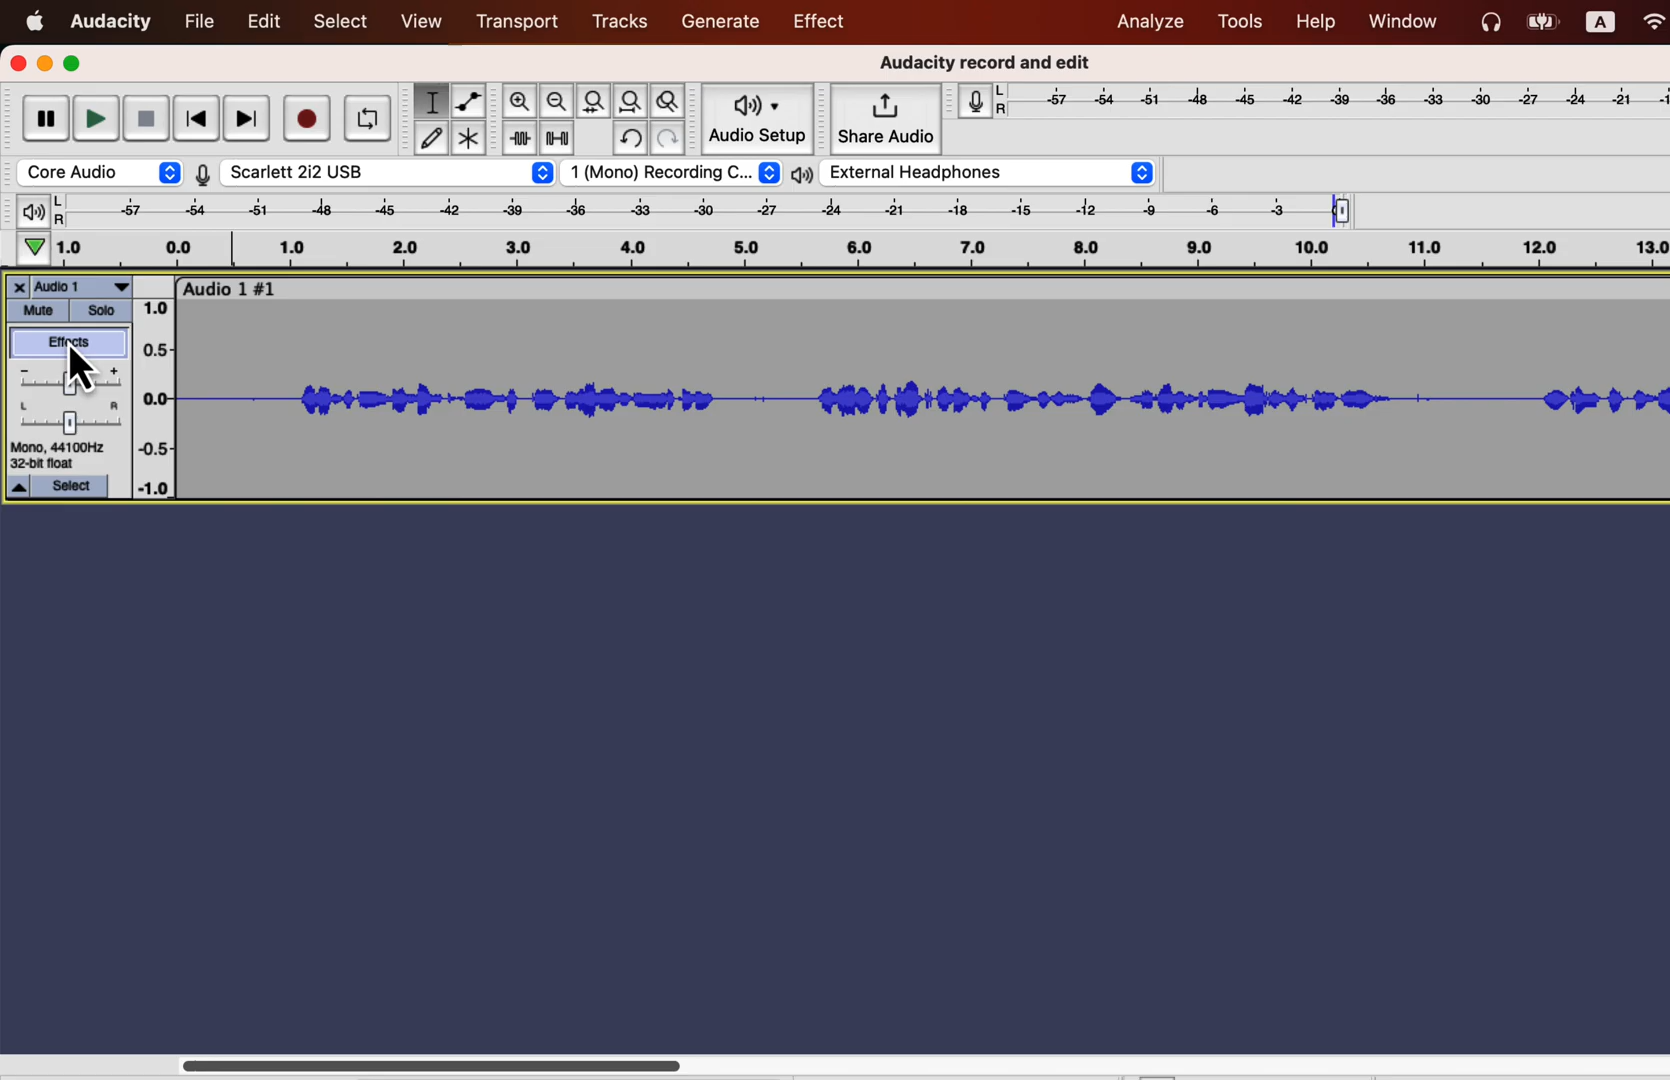 Audacity File Edit Select View Transport Tracks Generate Effect Analyze Tools Help Window A
Audacity record and edit
Audio Setup
Share Audio
L
R
-57 -54 -51 -48 -45 -42 -39 -36 -33 -30 -27 -24 -21
Core Audio Scarlett 2i2 USB 1 (Mono) Recording C... External Headphones
L
R
-57 -54 -51 -48 -45 -42 -39 -36 -33 -30 -27 -24 -21 -18 -15 -12 -9 -6 -3
1.0 0.0 1.0 2.0 3.0 4.0 5.0 6.0 7.0 8.0 9.0 10.0 11.0 12.0 13.0
Audio 1
Audio 1 #1
Mute Solo
Effects
- +
L R
Mono, 44100Hz
32-bit float
Select
1.0
0.5
0.0
-0.5
-1.0